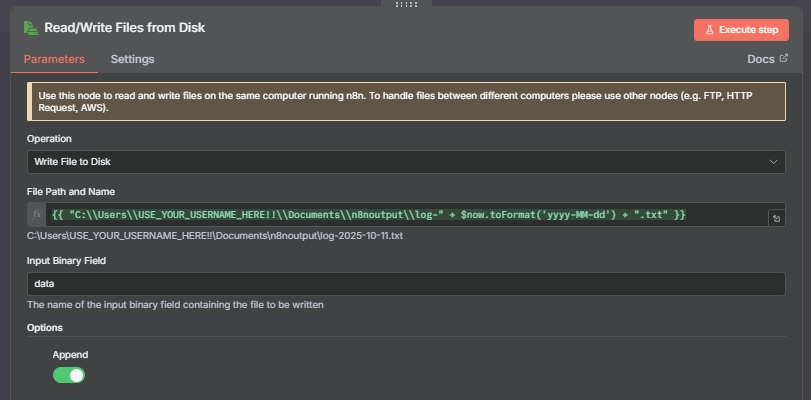 Read/Write Files from Disk
Execute step
Parameters
Settings
Docs
Use this node to read and write files on the same computer running n8n. To handle files between different computers please use other nodes (e.g. FTP, HTTP
Request, AWS).
Operation
Write File to Disk
File Path and Name
fx
{{ "C:\\Users\\USE_YOUR_USERNAME_HERE!!\\Documents\\n8noutput\\log-" + $now.toFormat('yyyy-MM-dd') + ".txt" }}
C:\Users\USE_YOUR_USERNAME_HERE!!\Documents\n8noutput\log-2025-10-11.txt
Input Binary Field
data
The name of the input binary field containing the file to be written
Options
Append